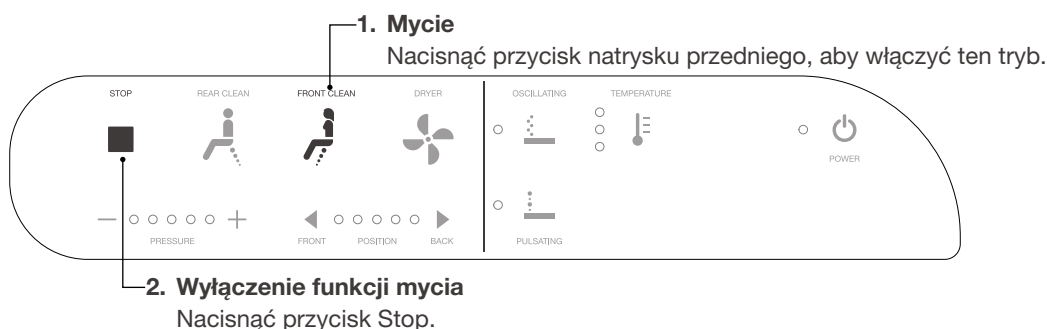 1. Mycie
Nacisnąć przycisk natrysku przedniego, aby włączyć ten tryb.
STOP
REAR CLEAN
FRONT CLEAN
DRYER
OSCILLATING
TEMPERATURE
POWER
PRESSURE
FRONT
POSITION
BACK
PULSATING
2. Wyłączenie funkcji mycia
Nacisnąć przycisk Stop.